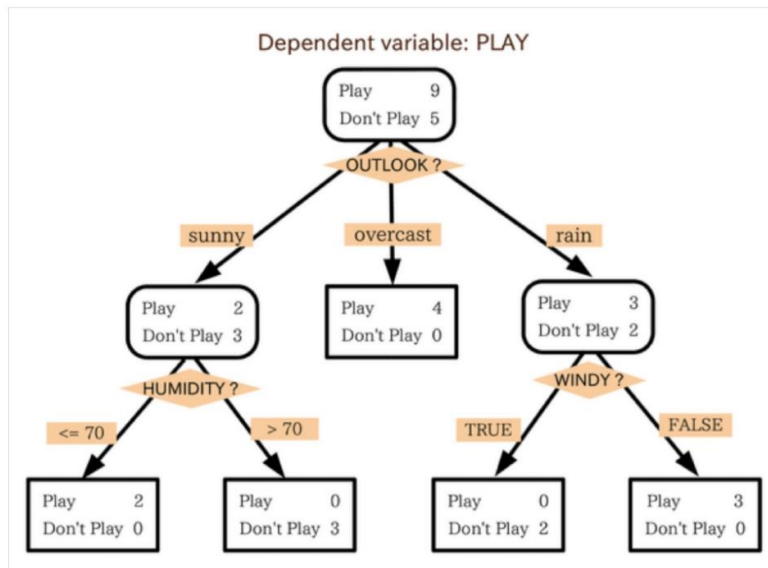 Dependent variable: PLAY
Play 9
Don't Play 5
OUTLOOK ?
sunny
overcast
rain
Play 2
Don't Play 3
Play 4
Don't Play 0
Play 3
Don't Play 2
HUMIDITY ?
WINDY ?
<= 70
> 70
TRUE
FALSE
Play 2
Don't Play 0
Play 0
Don't Play 3
Play 0
Don't Play 2
Play 3
Don't Play 0